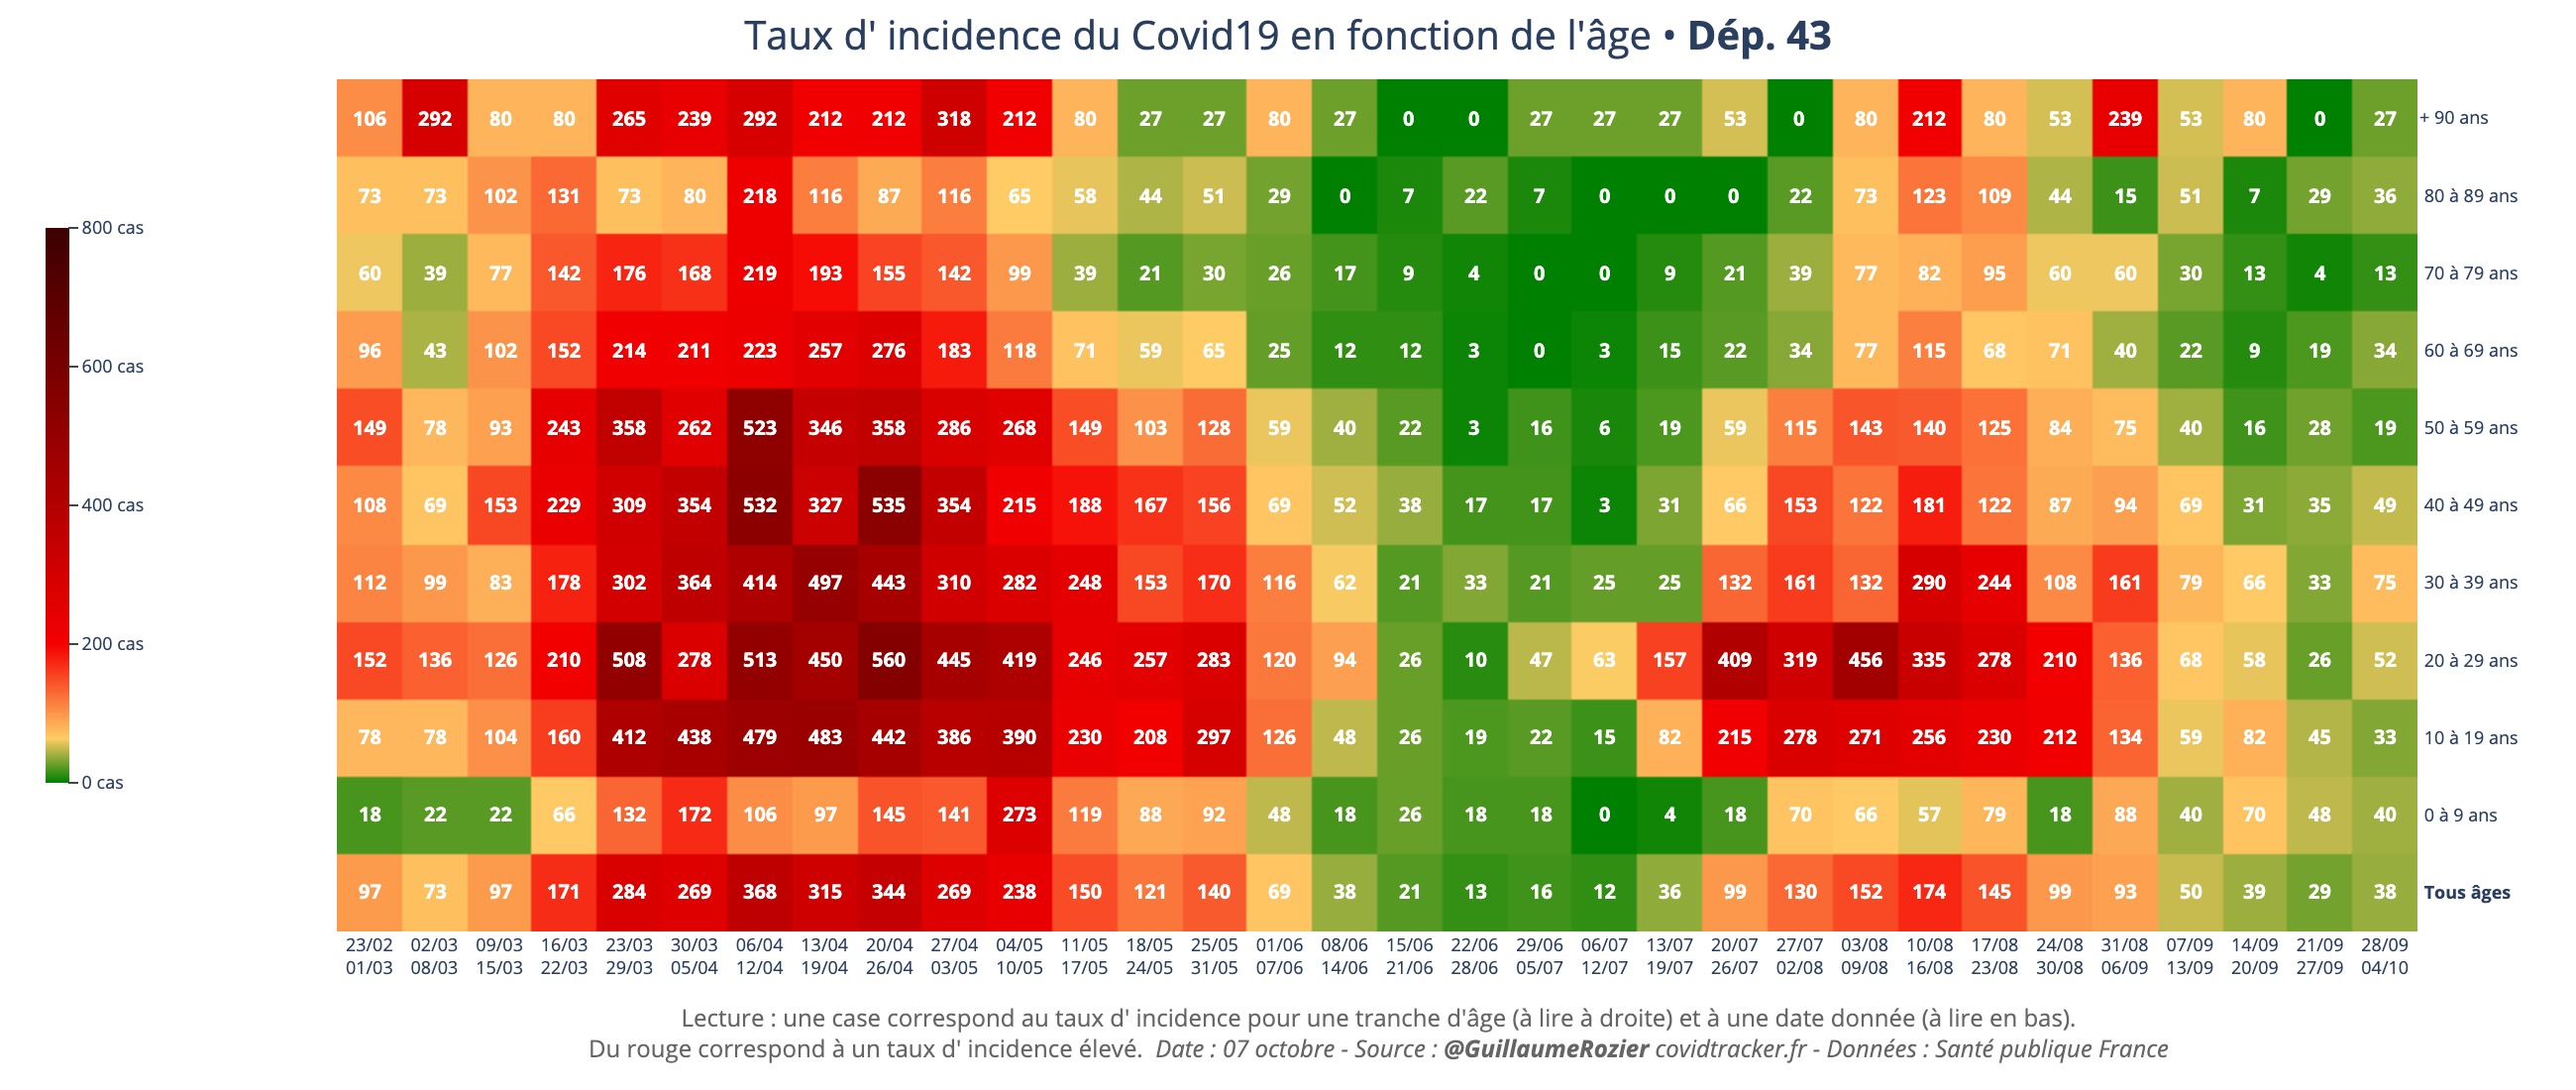 Taux d' incidence du Covid19 en fonction de l'âge • Dép. 43
800 cas
600 cas
400 cas
200 cas
0 cas
106 292 80 80 265 239 292 212 212 318 212 80 27 27 80 27 0 0 27 27 27 53 0 80 212 80 53 239 53 80 0 27 + 90 ans
73 73 102 131 73 80 218 116 87 116 65 58 44 51 29 0 7 22 7 0 0 0 22 73 123 109 44 15 51 7 29 36 80 à 89 ans
60 39 77 142 176 168 219 193 155 142 99 39 21 30 26 17 9 4 0 0 9 21 39 77 82 95 60 60 30 13 4 13 70 à 79 ans
96 43 102 152 214 211 223 257 276 183 118 71 59 65 25 12 12 3 0 3 15 22 34 77 115 68 71 40 22 9 19 34 60 à 69 ans
149 78 93 243 358 262 523 346 358 286 268 149 103 128 59 40 22 3 16 6 19 59 115 143 140 125 84 75 40 16 28 19 50 à 59 ans
108 69 153 229 309 354 532 327 535 354 215 188 167 156 69 52 38 17 17 3 31 66 153 122 181 122 87 94 69 31 35 49 40 à 49 ans
112 99 83 178 302 364 414 497 443 310 282 248 153 170 116 62 21 33 21 25 25 132 161 132 290 244 108 161 79 66 33 75 30 à 39 ans
152 136 126 210 508 278 513 450 560 445 419 246 257 283 120 94 26 10 47 63 157 409 319 456 335 278 210 136 68 58 26 52 20 à 29 ans
78 78 104 160 412 438 479 483 442 386 390 230 208 297 126 48 26 19 22 15 82 215 278 271 256 230 212 134 59 82 45 33 10 à 19 ans
18 22 22 66 132 172 106 97 145 141 273 119 88 92 48 18 26 18 18 0 4 18 70 66 57 79 18 88 40 70 48 40 0 à 9 ans
97 73 97 171 284 269 368 315 344 269 238 150 121 140 69 38 21 13 16 12 36 99 130 152 174 145 99 93 50 39 29 38 Tous âges
23/02 02/03 09/03 16/03 23/03 30/03 06/04 13/04 20/04 27/04 04/05 11/05 18/05 25/05 01/06 08/06 15/06 22/06 29/06 06/07 13/07 20/07 27/07 03/08 10/08 17/08 24/08 31/08 07/09 14/09 21/09 28/09
01/03 08/03 15/03 22/03 29/03 05/04 12/04 19/04 26/04 03/05 10/05 17/05 24/05 31/05 07/06 14/06 21/06 28/06 05/07 12/07 19/07 26/07 02/08 09/08 16/08 23/08 30/08 06/09 13/09 20/09 27/09 04/10
Lecture : une case correspond au taux d' incidence pour une tranche d'âge (à lire à droite) et à une date donnée (à lire en bas).
Du rouge correspond à un taux d' incidence élevé. Date : 07 octobre - Source : @GuillaumeRozier covidtracker.fr - Données : Santé publique France